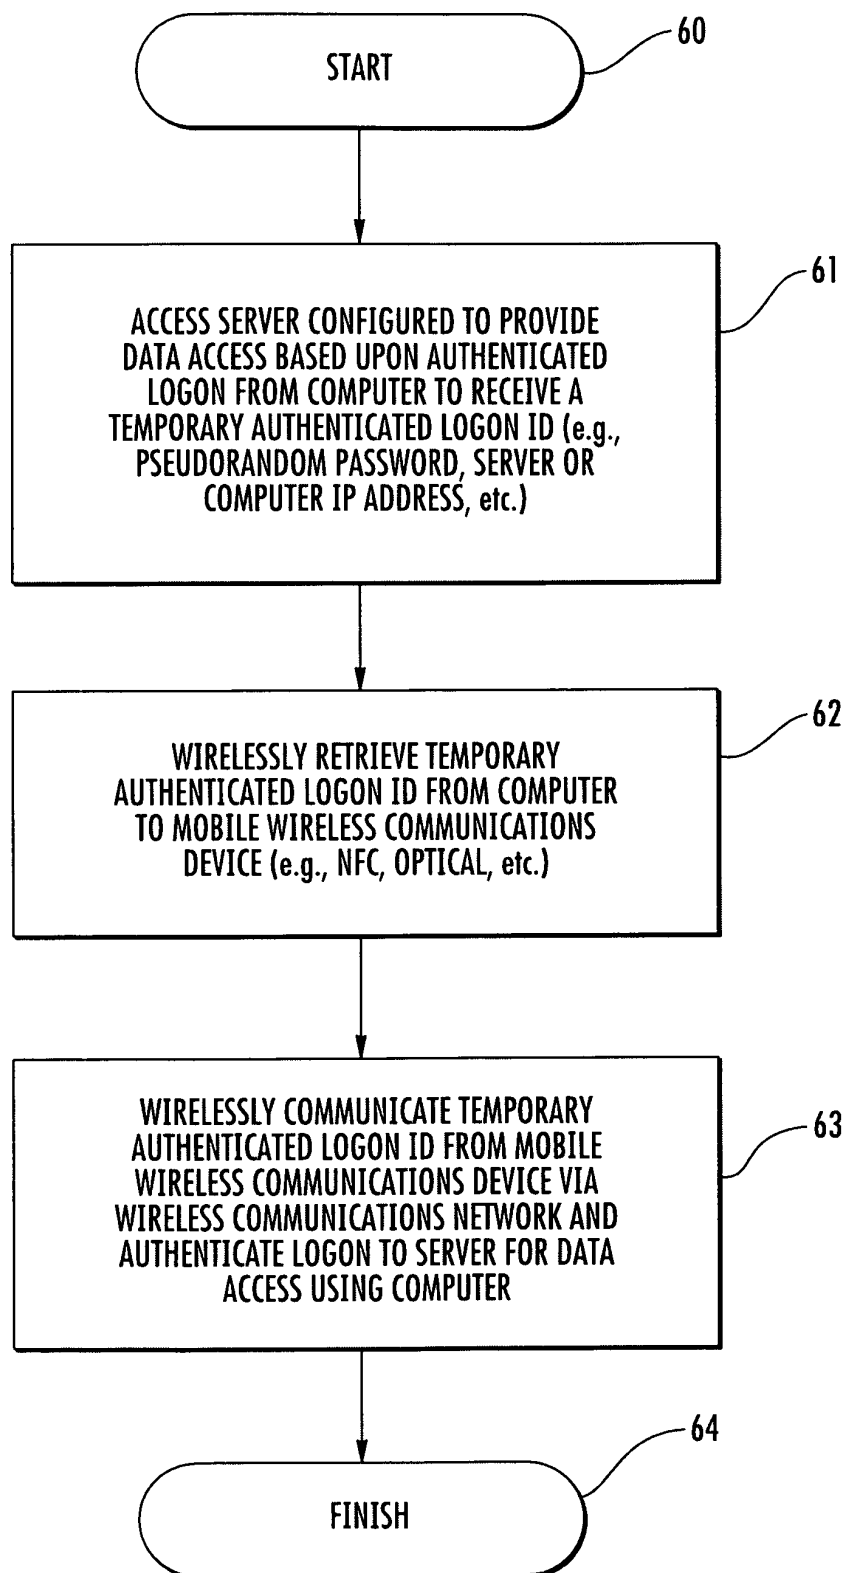 START
60
61
ACCESS SERVER CONFIGURED TO PROVIDE
DATA ACCESS BASED UPON AUTHENTICATED
LOGON FROM COMPUTER TO RECEIVE A
TEMPORARY AUTHENTICATED LOGON ID (e.g.,
PSEUDORANDOM PASSWORD, SERVER OR
COMPUTER IP ADDRESS, etc.)
62
WIRELESSLY RETRIEVE TEMPORARY
AUTHENTICATED LOGON ID FROM COMPUTER
TO MOBILE WIRELESS COMMUNICATIONS
DEVICE (e.g., NFC, OPTICAL, etc.)
63
WIRELESSLY COMMUNICATE TEMPORARY
AUTHENTICATED LOGON ID FROM MOBILE
WIRELESS COMMUNICATIONS DEVICE VIA
WIRELESS COMMUNICATIONS NETWORK AND
AUTHENTICATE LOGON TO SERVER FOR DATA
ACCESS USING COMPUTER
64
FINISH